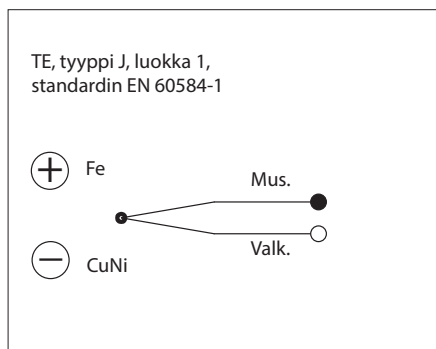 TE, tyyppi J, luokka 1,
standardin EN 60584-1
+ Fe
Mus.
Valk.
− CuNi